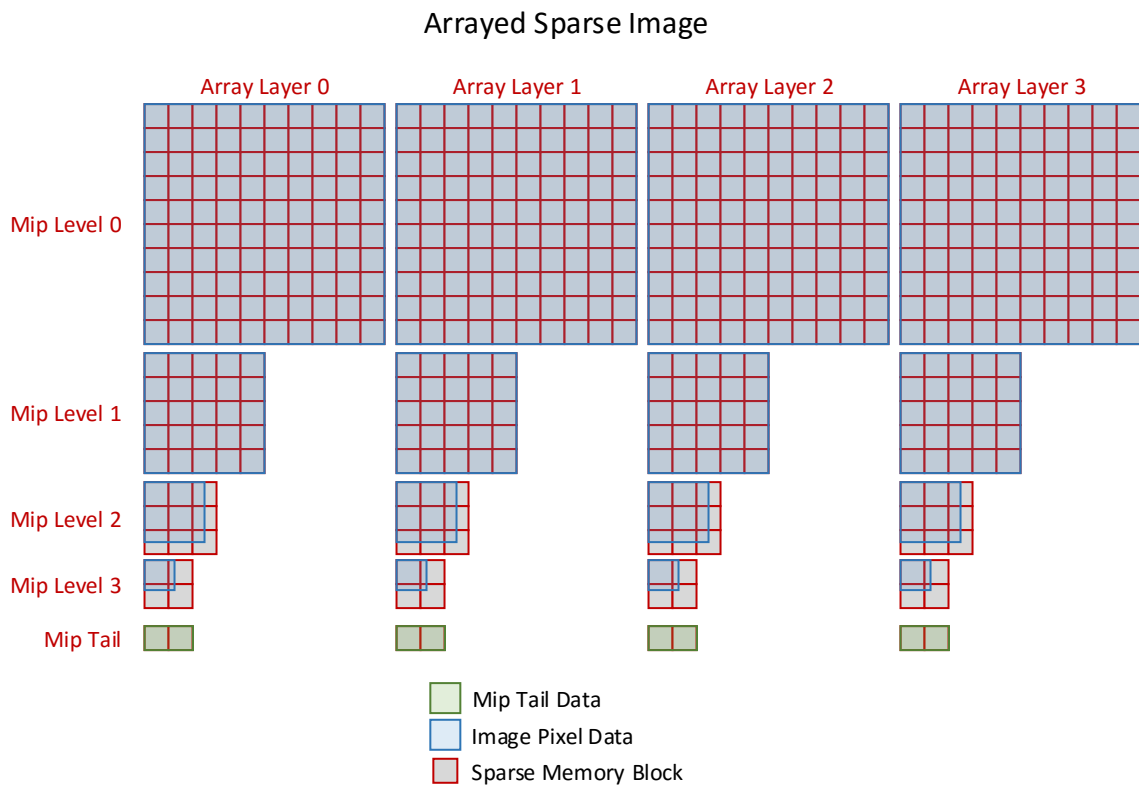 Arrayed Sparse Image
Array Layer 0
Array Layer 1
Array Layer 2
Array Layer 3
Mip Level 0
Mip Level 1
Mip Level 2
Mip Level 3
Mip Tail
Mip Tail Data
Image Pixel Data
Sparse Memory Block